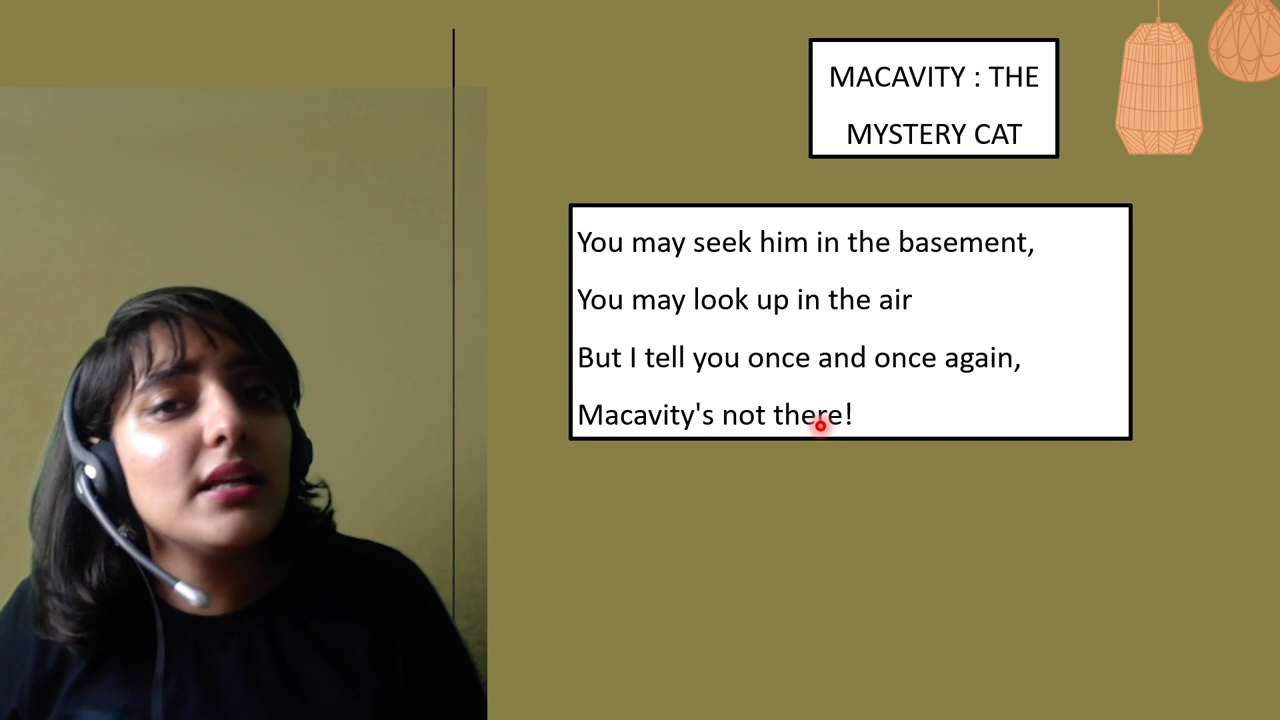 MACAVITY : THE
MYSTERY CAT
You may seek him in the basement,
You may look up in the air
But I tell you once and once again,
Macavity's not there!